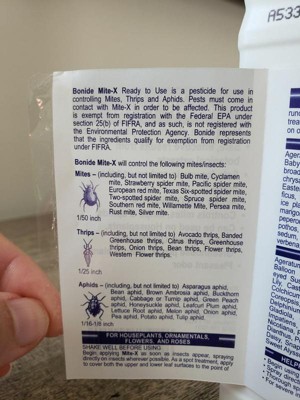 A533
Bonide Mite-X Ready to Use is a pesticide for use in
controlling Mites, Thrips and Aphids. Pests must come in
contact with Mite-X in order to be affected. This product
is exempt from registration with the Federal EPA under
section 25(b) of FIFRA, and as such, is not registered with
the Environmental Protection Agency. Bonide represents
that the ingredients qualify for exemption from registration
under FIFRA.
Bonide Mite-X will control the following mites/insects:
Mites – (including, but not limited to) Bulb mite, Cyclamen
mite, Strawberry spider mite, Pacific spider mite,
European red mite, Texas Six-spotted spider mite,
Two-spotted spider mite, Spruce spider mite,
Southern red mite, Willamette Mite, Persea mite,
Rust mite, Silver mite.
1/50 inch
Thrips – (including, but not limited to) Avocado thrips, Banded
Greenhouse thrips, Citrus thrips, Greenhouse
thrips, Onion thrips, Bean thrips, Flower thrips,
Western Flower thrips.
1/25 inch
Aphids – (including, but not limited to) Asparagus aphid,
Bean aphid, Brown Ambrosia aphid, Buckthorn
aphid, Cabbage or Turnip aphid, Green Peach
aphid, Honeysuckle aphid, Leafcurl Plum aphid,
Lettuce Root aphid, Melon aphid, Onion aphid,
Pea aphid, Potato aphid, Tulip aphid.
1/16-1/8 inch
FOR HOUSEPLANTS, ORNAMENTALS,
FLOWERS, AND ROSES
SHAKE WELL BEFORE USING
Begin applying Mite-X as soon as insects appear, spraying
directly on insects whenever possible. As a spot treatment, apply
to cover both the upper and lower leaf surfaces to the point of